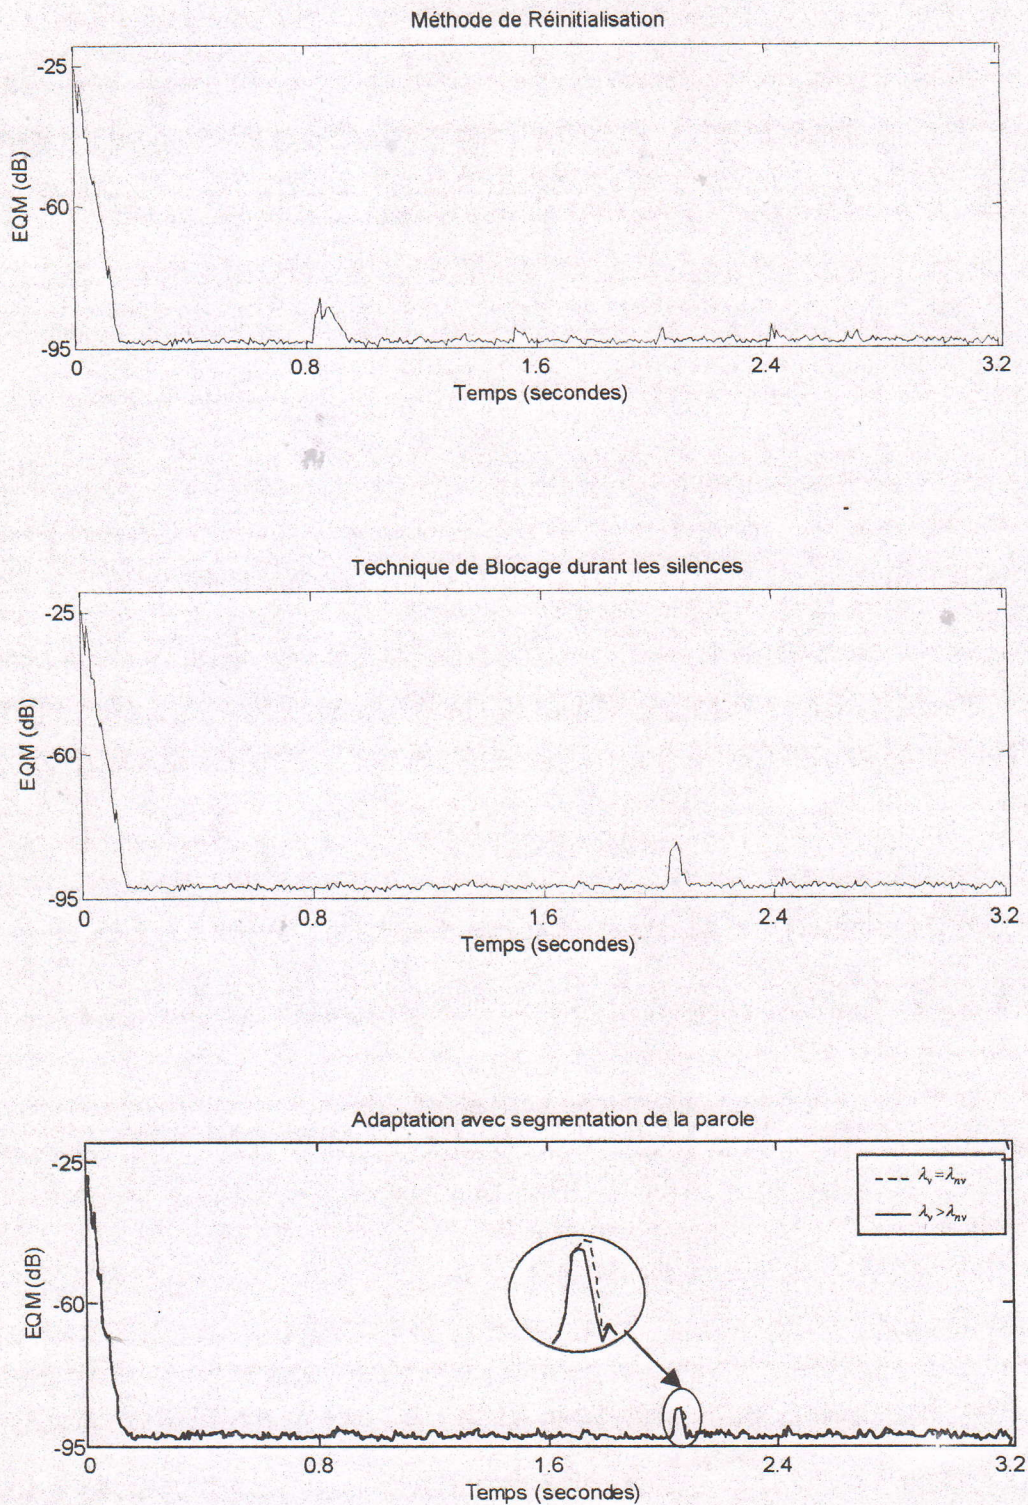 Méthode de Réinitialisation
-25
-60
-95
EQM (dB)
0 0.8 1.6 2.4 3.2
Temps (secondes)
Technique de Blocage durant les silences
-25
-60
-95
EQM (dB)
0 0.8 1.6 2.4 3.2
Temps (secondes)
Adaptation avec segmentation de la parole
-25
-60
-95
EQM (dB)
λv=λnv
λv>λnv
0 0.8 1.6 2.4 3.2
Temps (secondes)